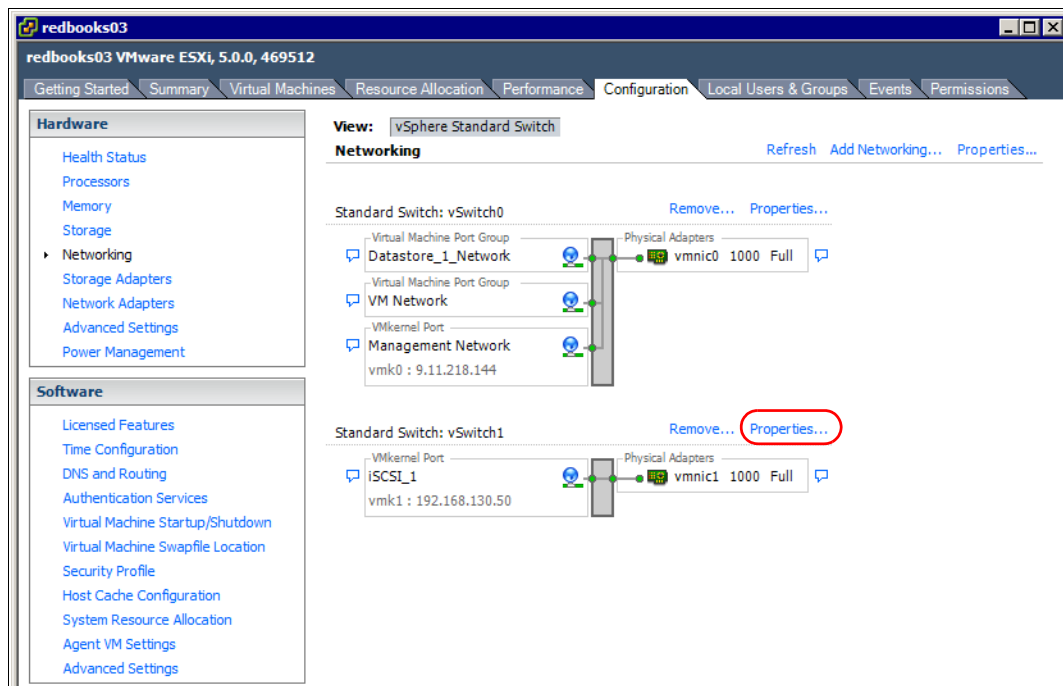 redbooks03
redbooks03 VMware ESXi, 5.0.0, 469512
Getting Started Summary Virtual Machines Resource Allocation Performance Configuration Local Users & Groups Events Permissions
Hardware
Health Status
Processors
Memory
Storage
Networking
Storage Adapters
Network Adapters
Advanced Settings
Power Management
Software
Licensed Features
Time Configuration
DNS and Routing
Authentication Services
Virtual Machine Startup/Shutdown
Virtual Machine Swapfile Location
Security Profile
Host Cache Configuration
System Resource Allocation
Agent VM Settings
Advanced Settings
View: vSphere Standard Switch
Networking Refresh Add Networking... Properties...
Standard Switch: vSwitch0 Remove... Properties...
Virtual Machine Port Group Physical Adapters
Datastore_1_Network vmnic0 1000 Full
Virtual Machine Port Group
VM Network
VMkernel Port
Management Network
vmk0 : 9.11.218.144
Standard Switch: vSwitch1 Remove... Properties...
VMkernel Port Physical Adapters
iSCSI_1 vmnic1 1000 Full
vmk1 : 192.168.130.50